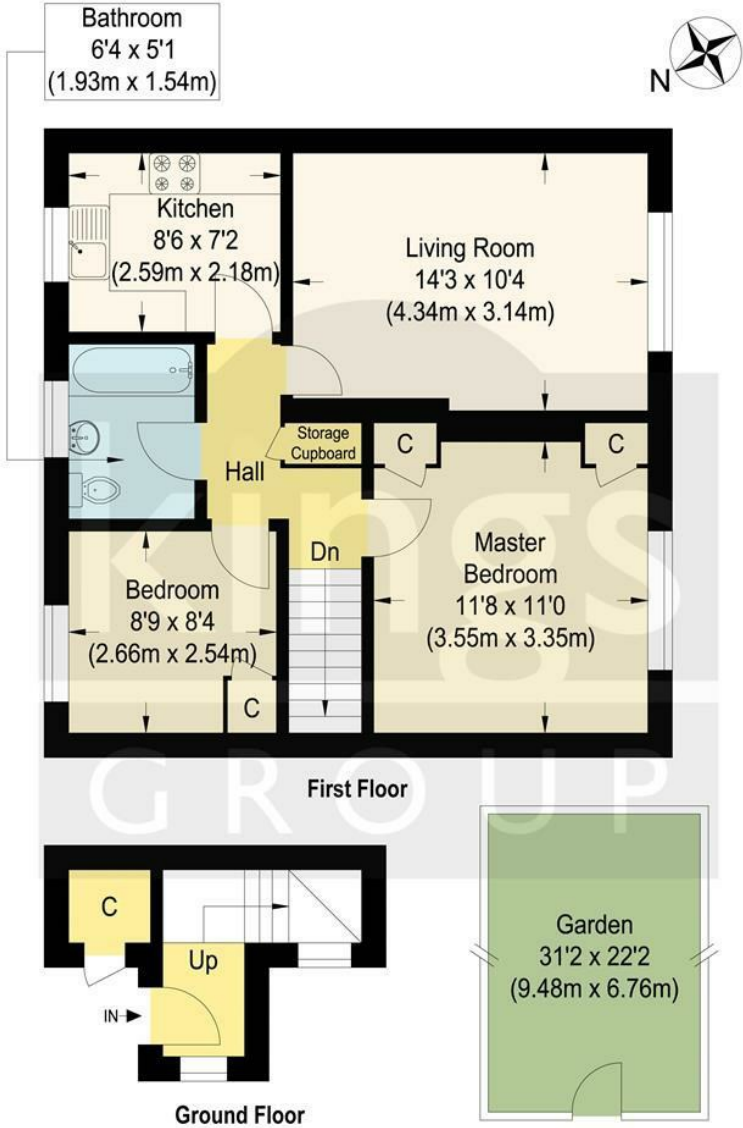 Bathroom
6'4 x 5'1
(1.93m x 1.54m)
N
Kitchen
8'6 x 7'2
(2.59m x 2.18m)
Living Room
14'3 x 10'4
(4.34m x 3.14m)
Storage
Cupboard
C
C
Hall
Dn
Master
Bedroom
11'8 x 11'0
(3.55m x 3.35m)
Bedroom
8'9 x 8'4
(2.66m x 2.54m)
C
kings
GROUP
First Floor
C
Up
IN
Ground Floor
Garden
31'2 x 22'2
(9.48m x 6.76m)